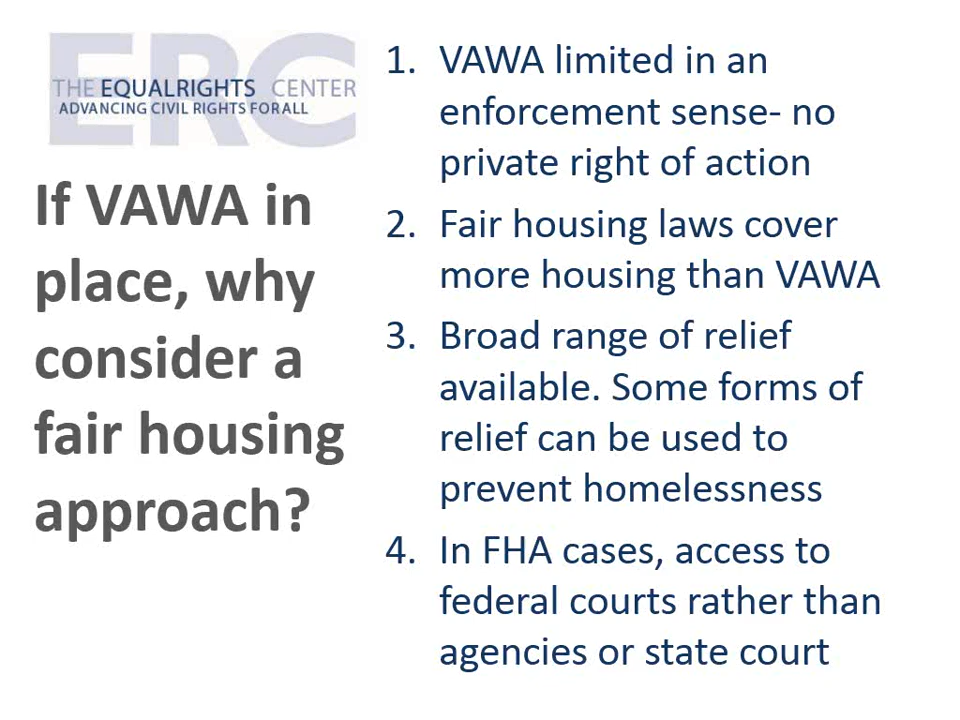 ERC
THE EQUALRIGHTS CENTER
ADVANCING CIVIL RIGHTS FOR ALL
If VAWA in
place, why
consider a
fair housing
approach?
1. VAWA limited in an
enforcement sense- no
private right of action
2. Fair housing laws cover
more housing than VAWA
3. Broad range of relief
available. Some forms of
relief can be used to
prevent homelessness
4. In FHA cases, access to
federal courts rather than
agencies or state court